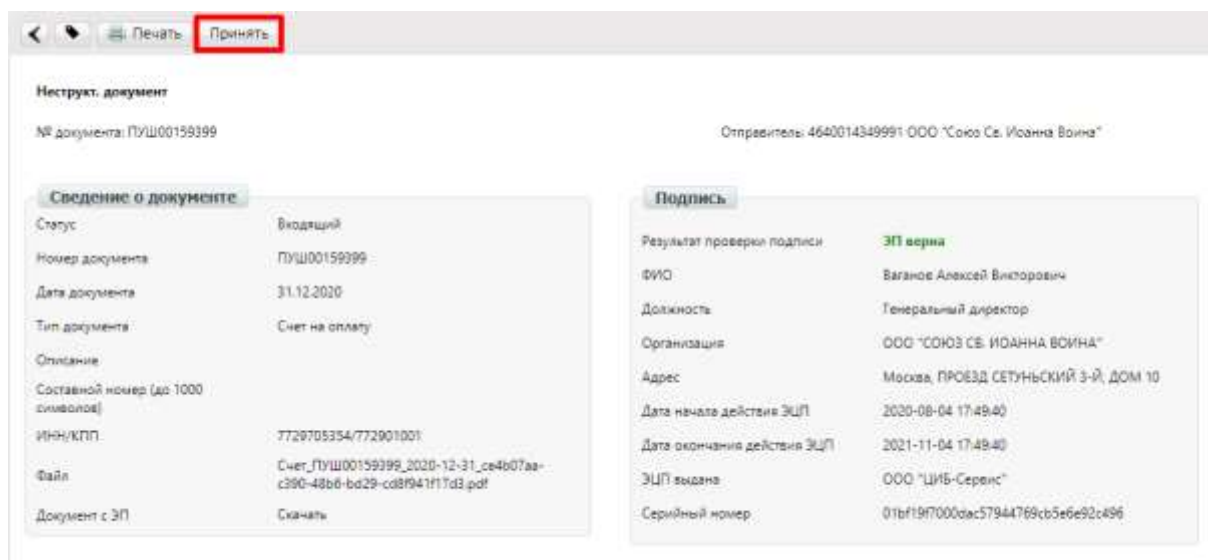 Печать Принять
Неструкт. документ
№ документа: ПУШ00159399
Отправитель: 4640014349991 ООО "Союз Св. Иоанна Воина"
Сведение о документе
Статус Входящий
Номер документа ПУШ00159399
Дата документа 31.12.2020
Тип документа Счет на оплату
Описание
Составной номер (до 1000
символов)
ИНН/КПП 7729705354/772901001
Файл Счет_ПУШ00159399_2020-12-31_ce4b07aa-
c390-48b6-bd29-cd8f941f17d3.pdf
Документ с ЭП Скачать
Подпись
Результат проверки подписи ЭП верна
ФИО Ваганов Алексей Викторович
Должность Генеральный директор
Организация ООО "СОЮЗ СВ. ИОАННА ВОИНА"
Адрес Москва, ПРОЕЗД СЕТУНЬСКИЙ 3-Й, ДОМ 10
Дата начала действия ЭЦП 2020-08-04 17:49:40
Дата окончания действия ЭЦП 2021-11-04 17:49:40
ЭЦП выдана ООО "ЦИБ-Сервис"
Серийный номер 01bf19f7000dac57944769cb5e6e92c496